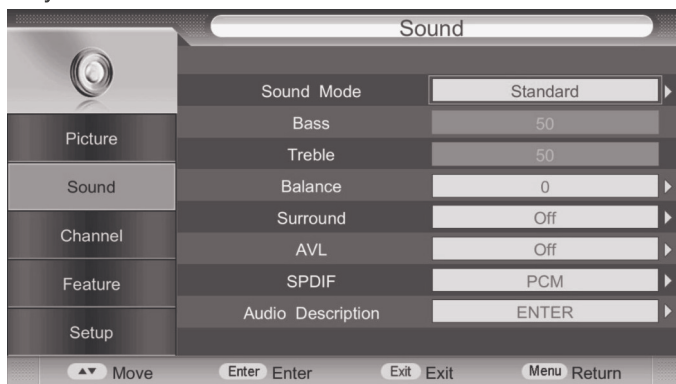 Sound
Sound Mode Standard
Bass 50
Treble 50
Balance 0
Surround Off
AVL Off
SPDIF PCM
Audio Description ENTER
Picture
Sound
Channel
Feature
Setup
Move Enter Enter Exit Exit Menu Return